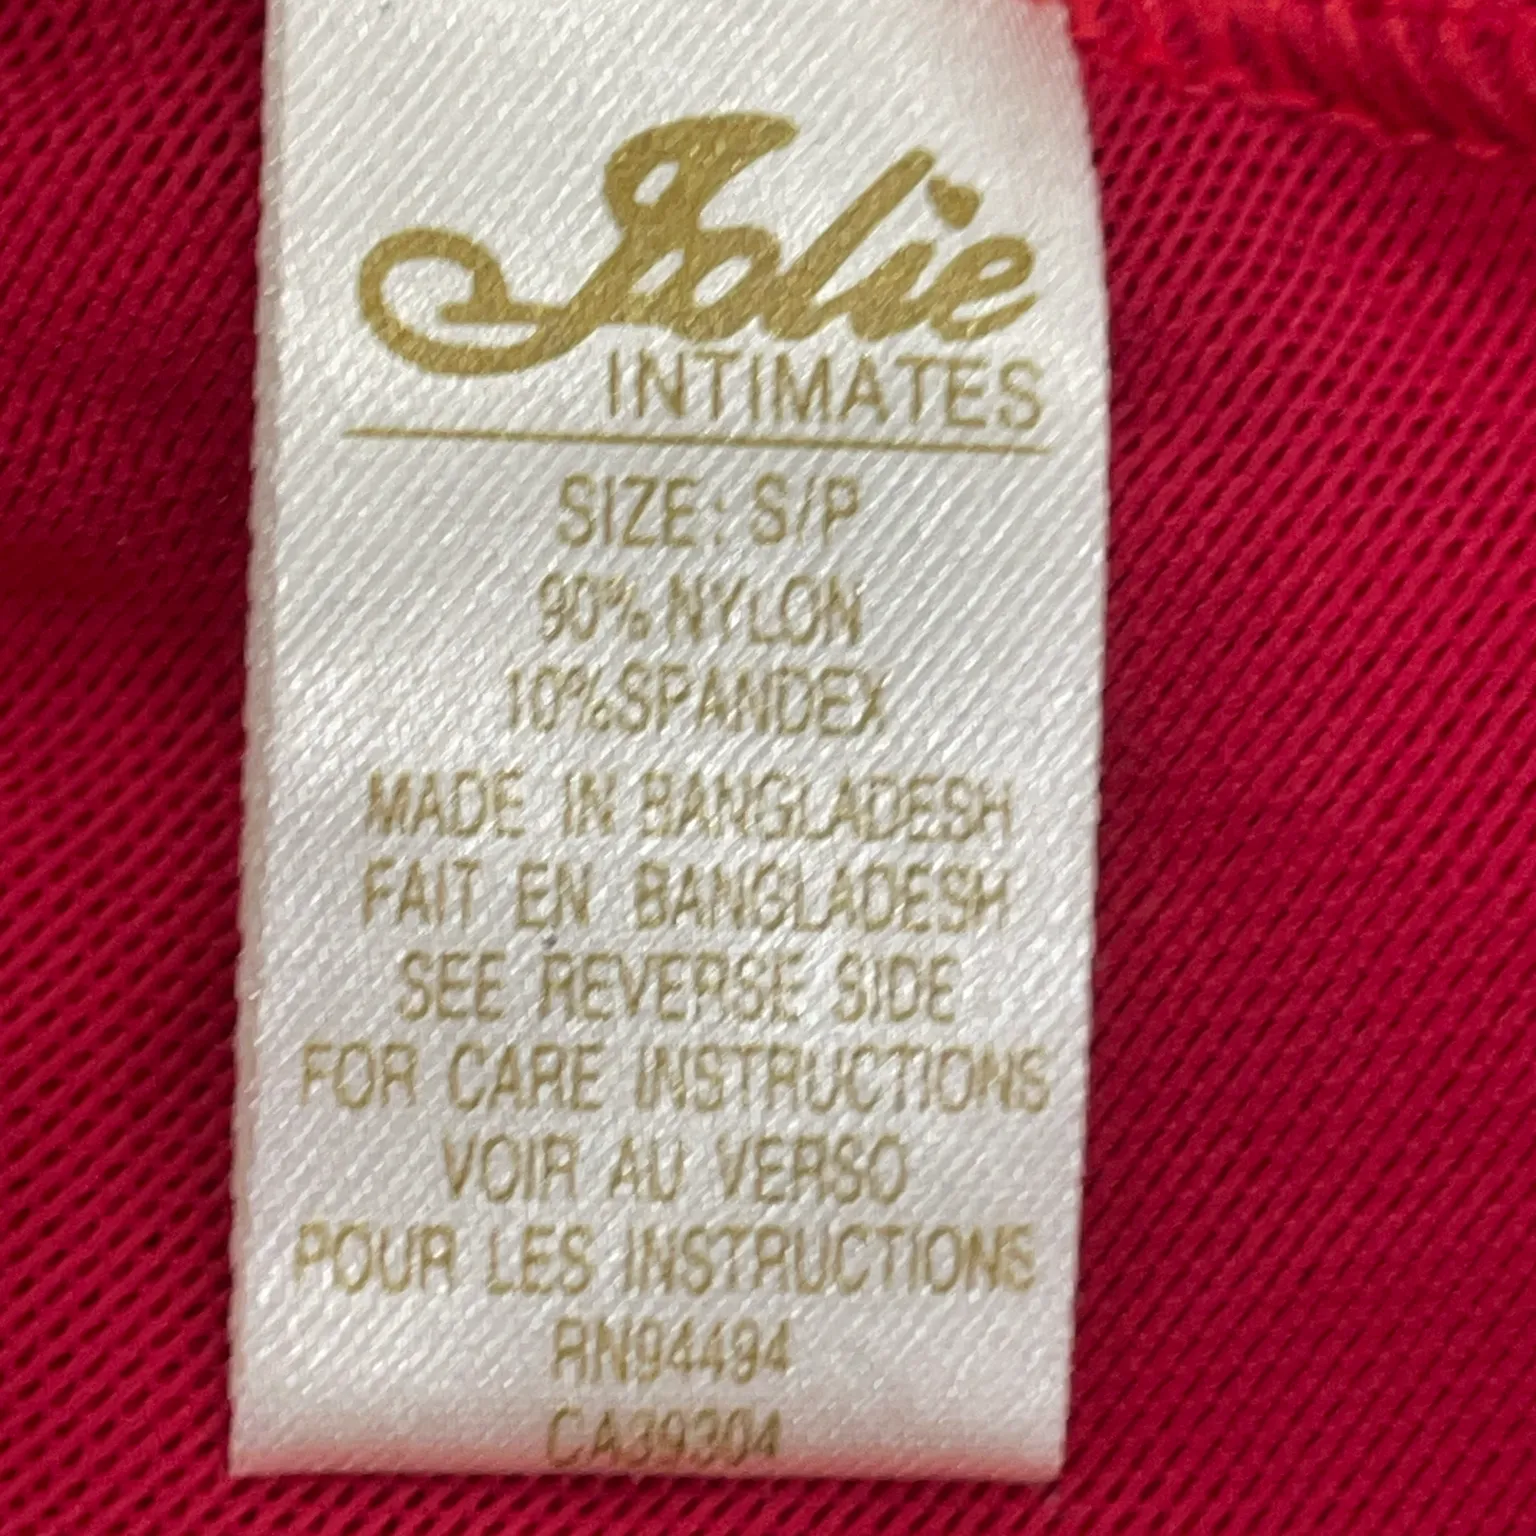 Jolie
INTIMATES
SIZE: S/P
90% NYLON
10%SPANDEX
MADE IN BANGLADESH
FAIT EN BANGLADESH
SEE REVERSE SIDE
FOR CARE INSTRUCTIONS
VOIR AU VERSO
POUR LES INSTRUCTIONS
RN94494
CA39304